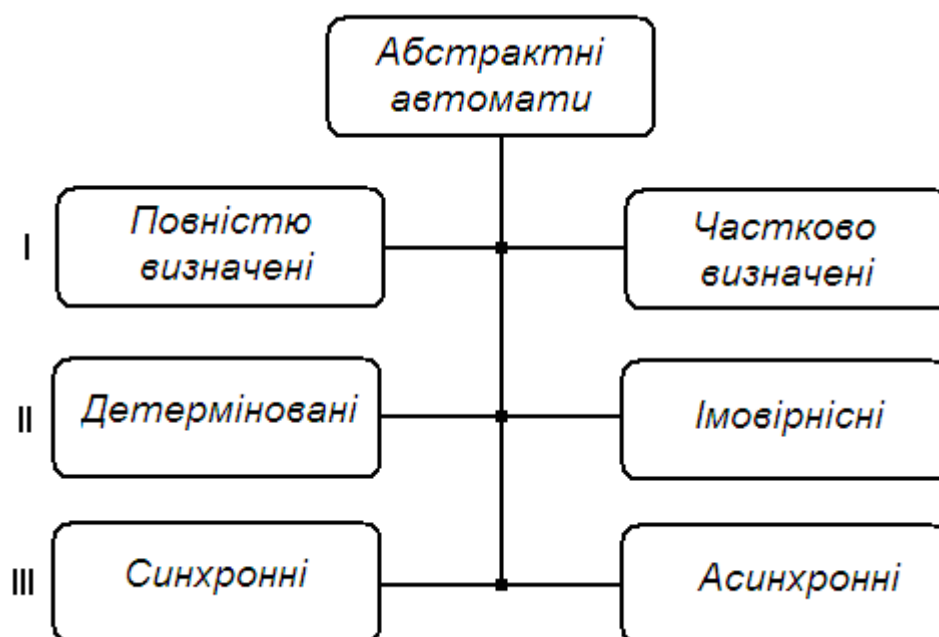 Абстрактні
автомати
I
Повністю
визначені
Частково
визначені
II
Детерміновані
Імовірнісні
III
Синхронні
Асинхронні